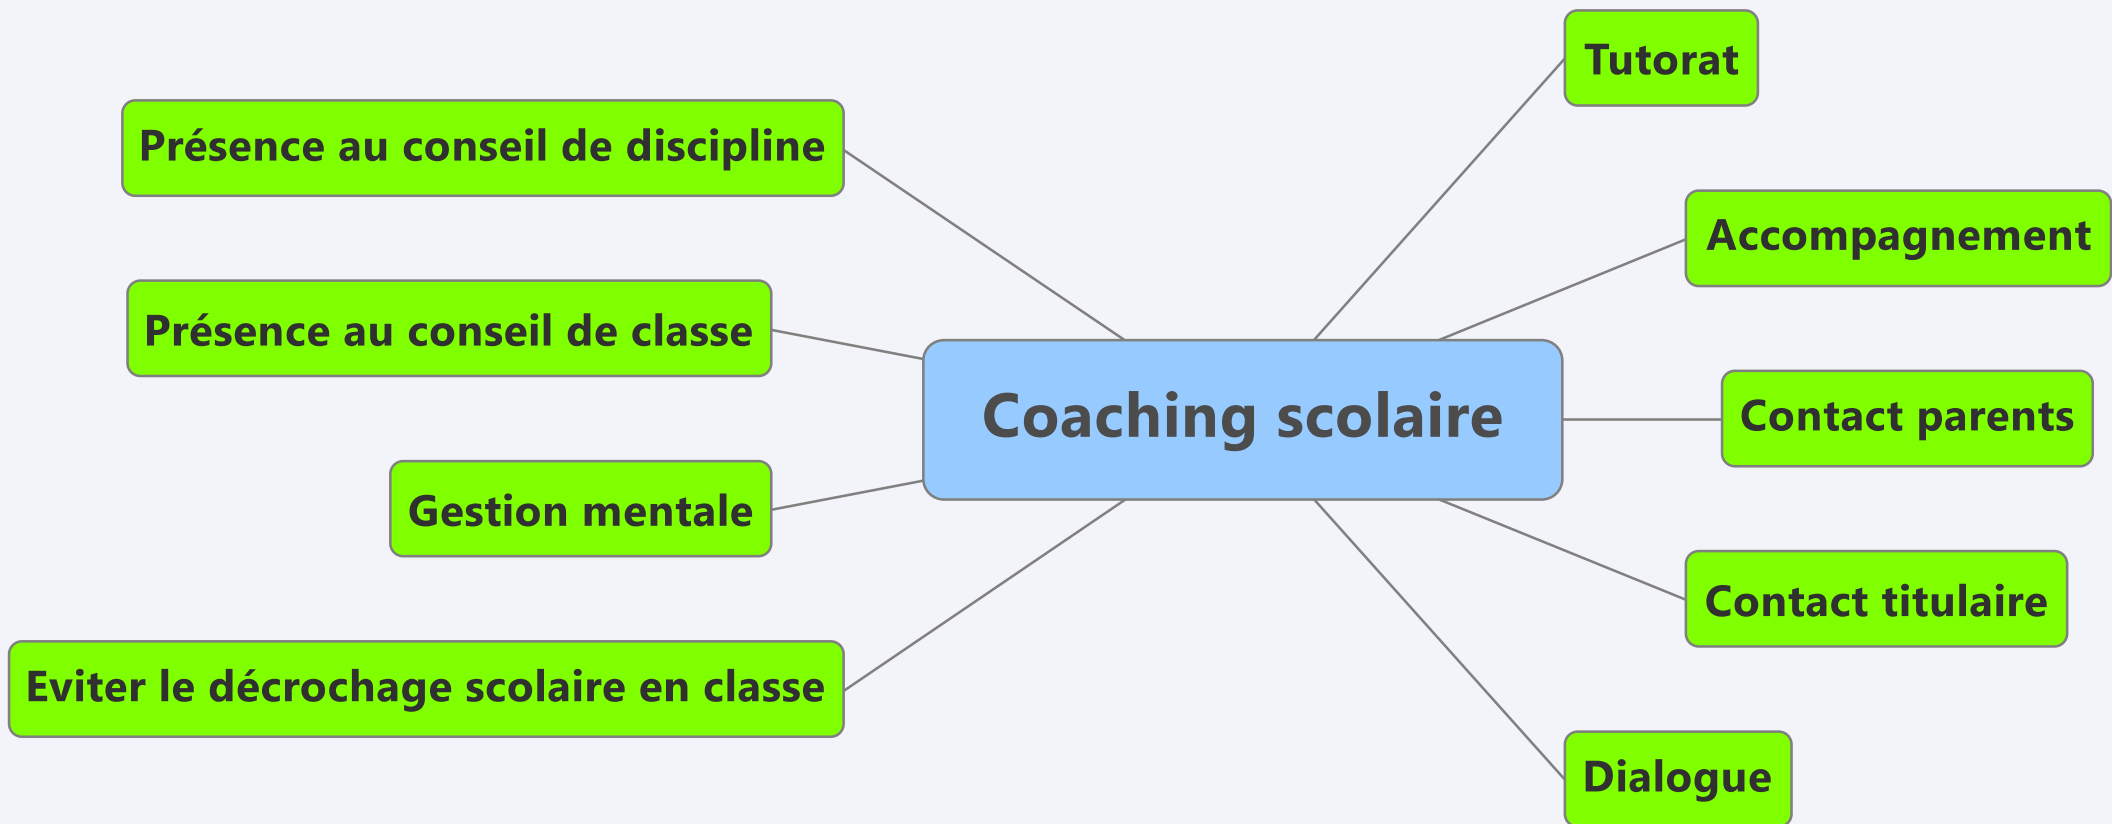 Tutorat
Présence au conseil de discipline
Accompagnement
Présence au conseil de classe
Coaching scolaire
Contact parents
Gestion mentale
Contact titulaire
Eviter le décrochage scolaire en classe
Dialogue